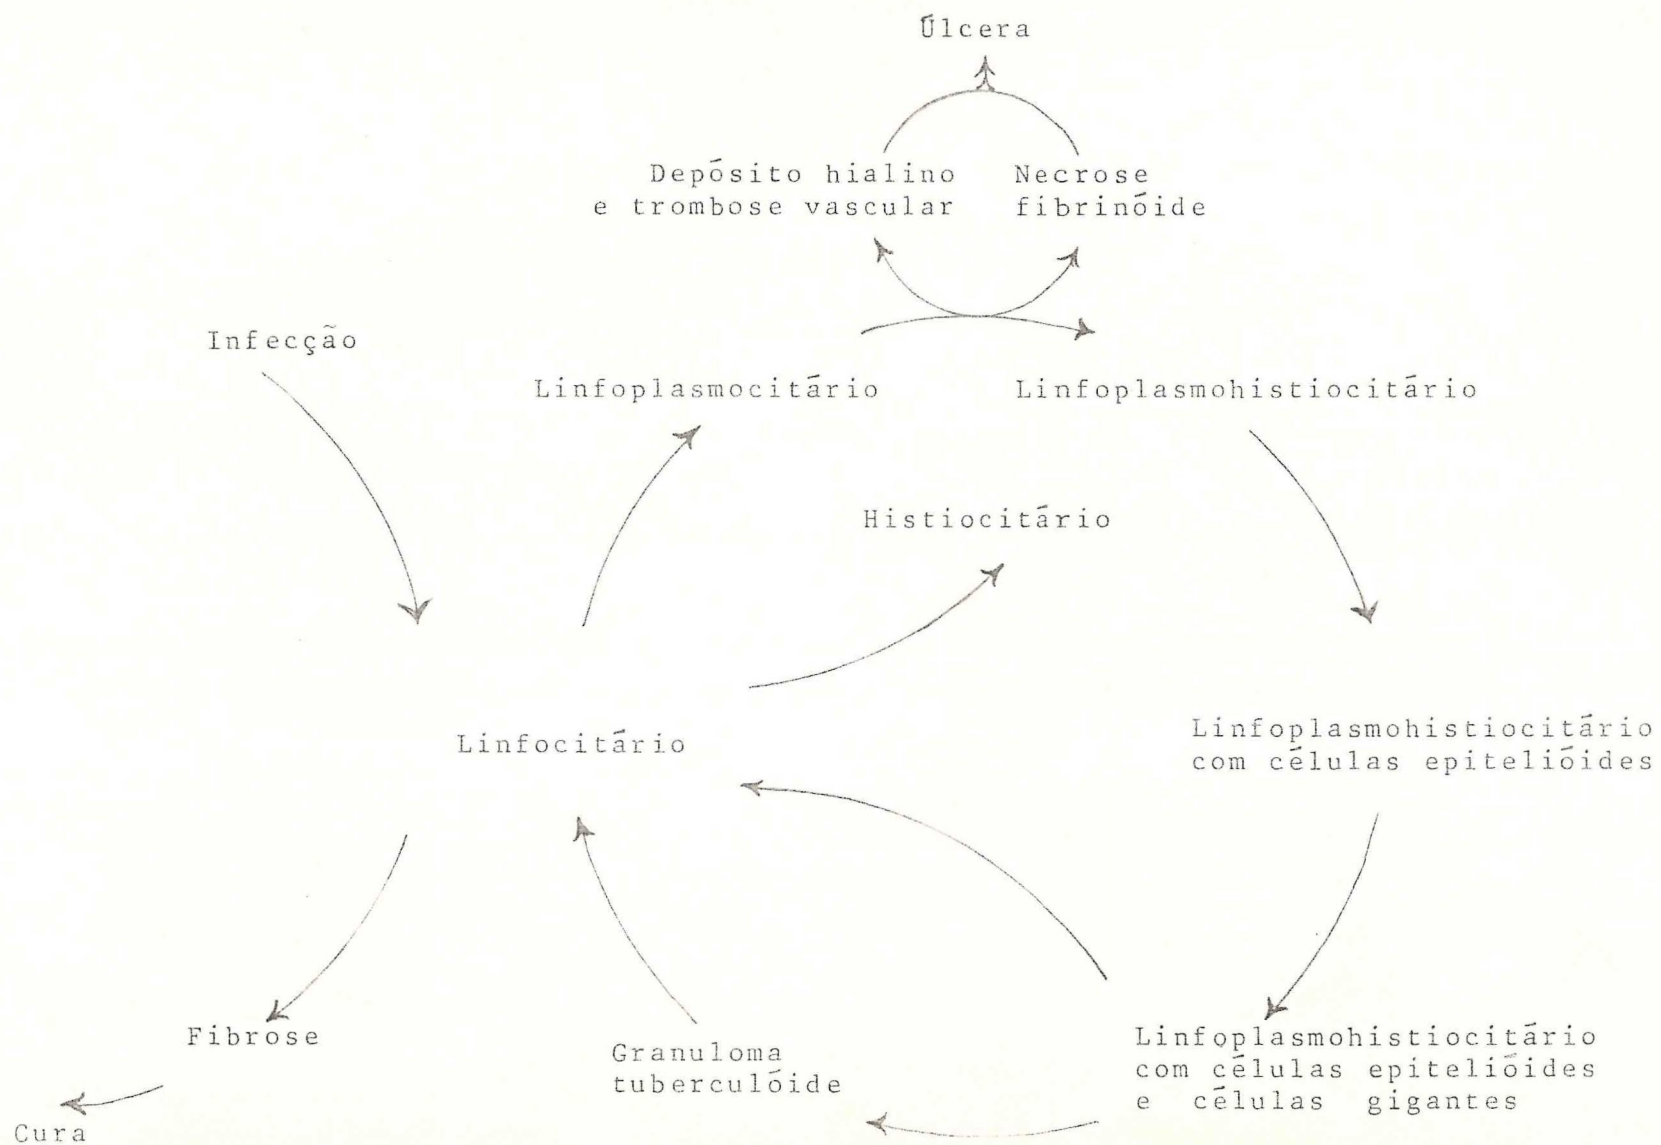 Úlcera
Depósito hialino
e trombose vascular
Necrose
fibrinóide
Infecção
Linfoplasmocitário
Linfoplasmohistiocitário
Histiocitário
Linfocitário
Linfoplasmohistiocitário
com células epitelióides
Fibrose
Granuloma
tuberculóide
Linfoplasmohistiocitário
com células epitelióides
e células gigantes
Cura